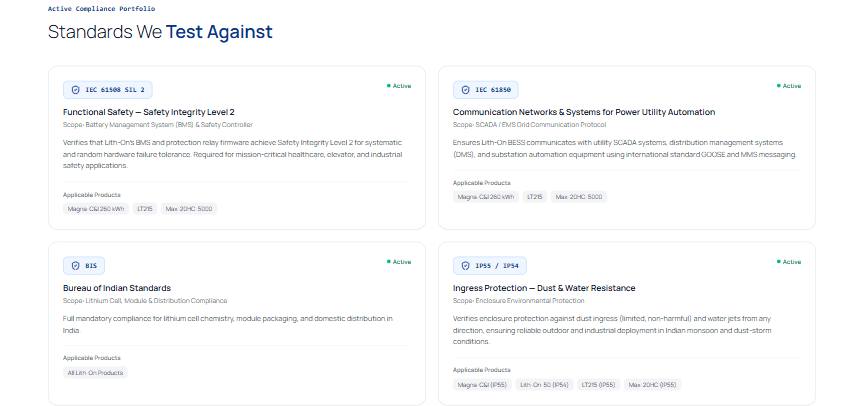 Active Compliance Portfolio
Standards We Test Against
IEC 61508 SIL 2
Active
Functional Safety — Safety Integrity Level 2
Scope: Battery Management System (BMS) & Safety Controller
Verifies that Lith-On's BMS and protection relay firmware achieve Safety Integrity Level 2 for systematic
and random hardware failure tolerance. Required for mission-critical healthcare, elevator, and industrial
safety applications.
Applicable Products
Magna-C&I 260 kWh
LT215
Max-20HC-5000
IEC 61850
Active
Communication Networks & Systems for Power Utility Automation
Scope: SCADA / EMS Grid Communication Protocol
Ensures Lith-On BESS communicates with utility SCADA systems, distribution management systems
(DMS), and substation automation equipment using international standard GOOSE and MMS messaging.
Applicable Products
Magna-C&I 260 kWh
LT215
Max-20HC-5000
BIS
Active
Bureau of Indian Standards
Scope: Lithium Cell, Module & Distribution Compliance
Full mandatory compliance for lithium cell chemistry, module packaging, and domestic distribution in
India.
Applicable Products
All Lith-On Products
IP55 / IP54
Active
Ingress Protection — Dust & Water Resistance
Scope: Enclosure Environmental Protection
Verifies enclosure protection against dust ingress (limited, non-harmful) and water jets from any
direction, ensuring reliable outdoor and industrial deployment in Indian monsoon and dust-storm
conditions.
Applicable Products
Magna-C&I (IP55)
Lith-On-50 (IP54)
LT215 (IP55)
Max-20HC (IP55)